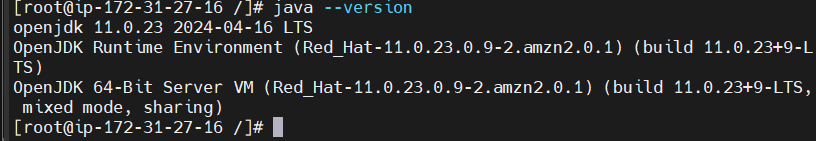 [root@ip-172-31-27-16 /]# java --version
openjdk 11.0.23 2024-04-16 LTS
OpenJDK Runtime Environment (Red_Hat-11.0.23.0.9-2.amzn2.0.1) (build 11.0.23+9-L
TS)
OpenJDK 64-Bit Server VM (Red_Hat-11.0.23.0.9-2.amzn2.0.1) (build 11.0.23+9-LTS,
 mixed mode, sharing)
[root@ip-172-31-27-16 /]#